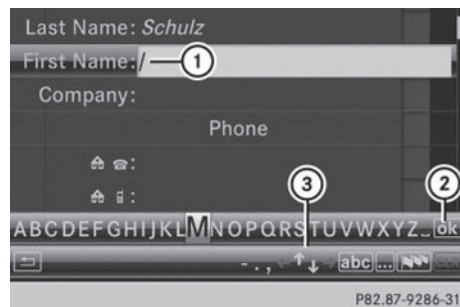 Last Name: Schulz
First Name:/
1
Company:
Phone
:
:
3
2
ABCDEFGHIJKLMNOPQRSTUVWXYZ_ ok
- . , ←↑↓→ abc ...
P82.87-9286-31